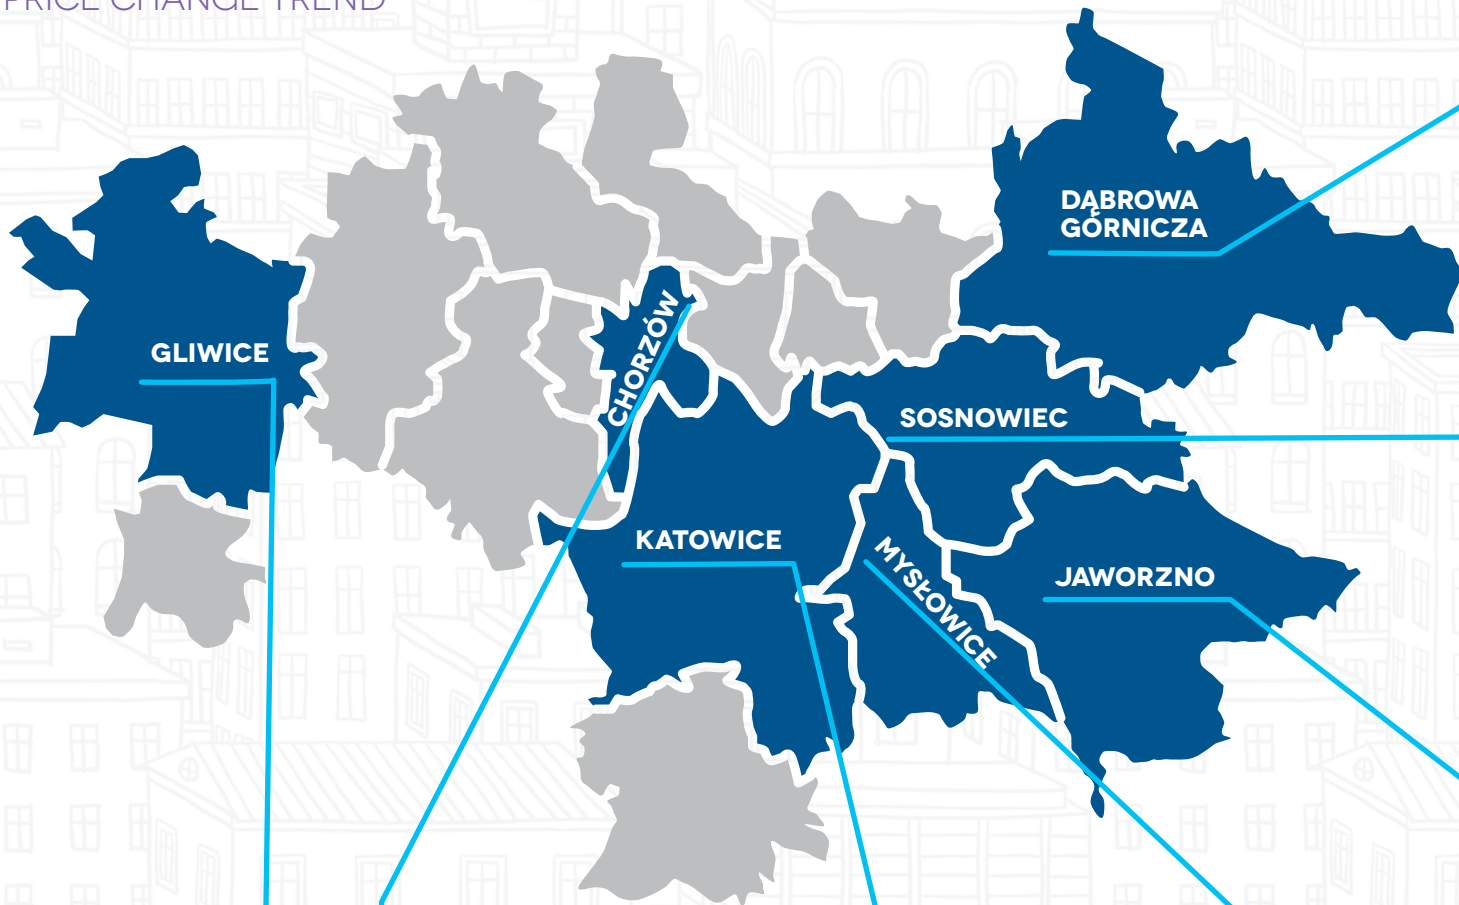 PRICE CHANGE TREND
DĄBROWA
GÓRNICZA
CHORZÓW
GLIWICE
SOSNOWIEC
KATOWICE
MYSŁOWICE
JAWORZNO